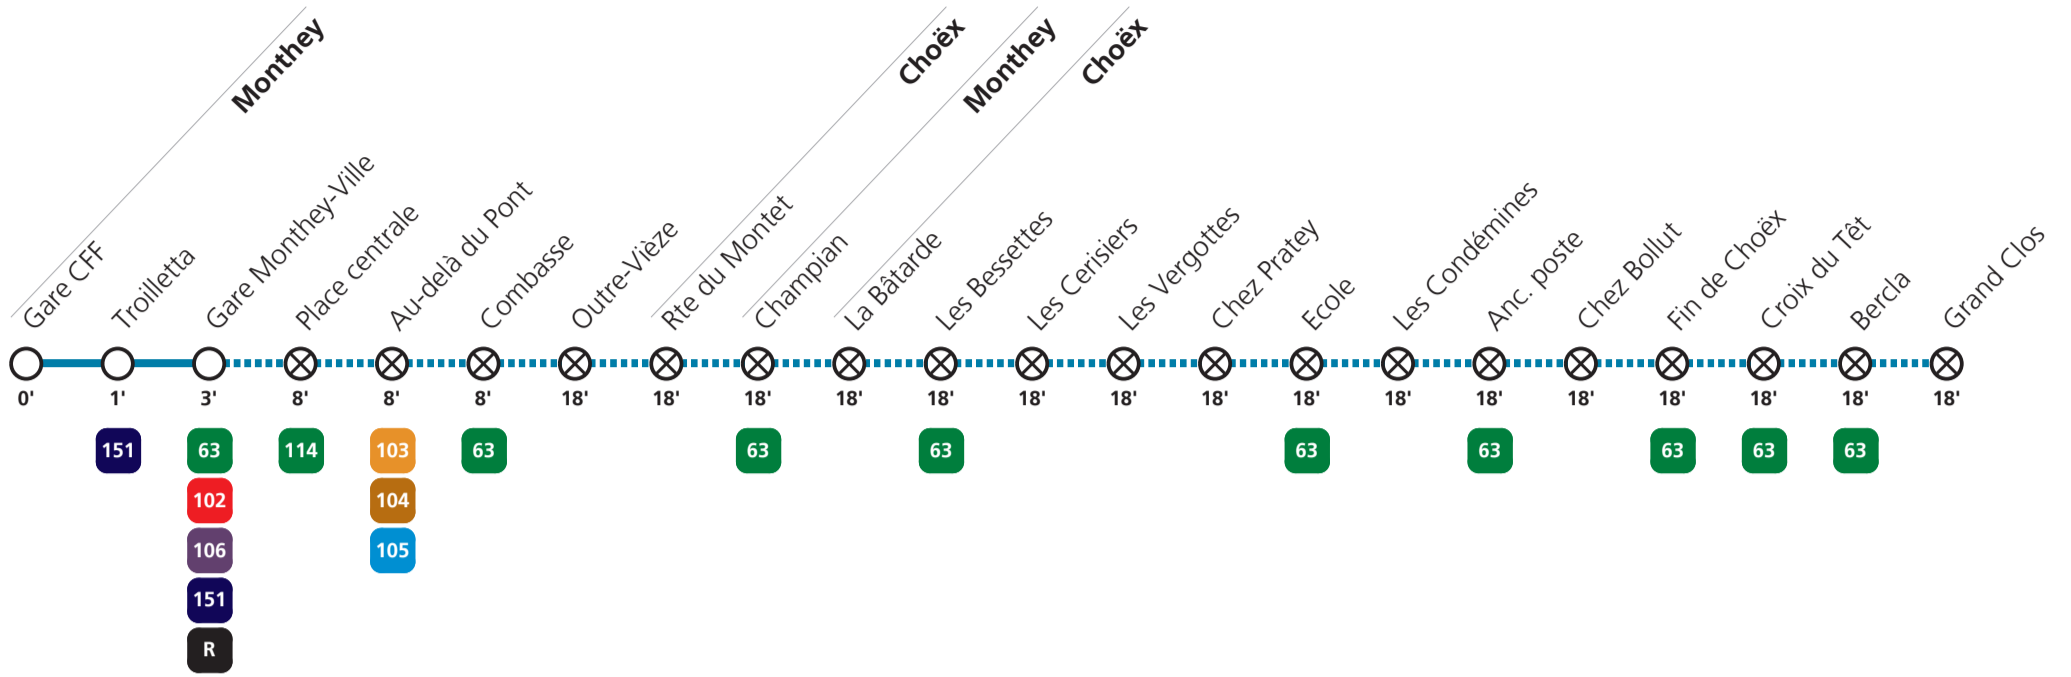 Monthey
Choëx
Monthey
Choëx
Gare CFF
Troilletta
Gare Monthey-Ville
Place centrale
Au-delà du Pont
Combasse
Outre-Vièze
Rte du Montet
Champian
La Bâtarde
Les Bessettes
Les Cerisiers
Les Vergottes
Chez Pratey
Ecole
Les Condémines
Anc. poste
Chez Bollut
Fin de Choëx
Croix du Têt
Bercla
Grand Clos
0' 1' 3' 8' 8' 8' 18' 18' 18' 18' 18' 18' 18' 18' 18' 18' 18' 18' 18' 18' 18' 18'
151 63 114 103 63 63 63 63 63 63 63 63
102 104
106 105
151
R